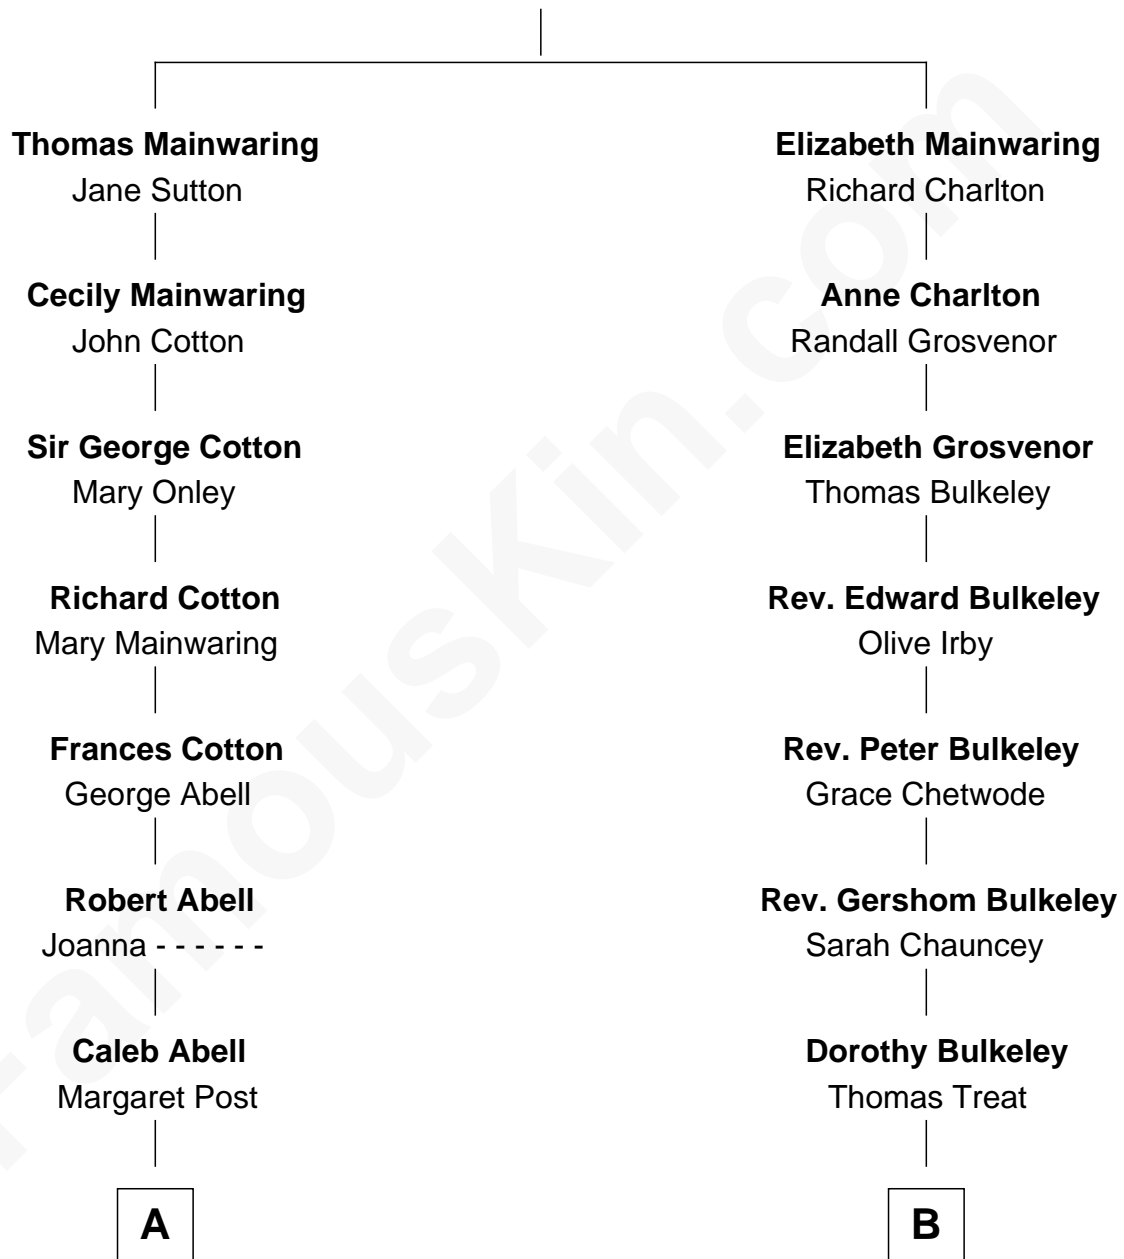 Thomas Mainwaring
Jane Sutton
Cecily Mainwaring
John Cotton
Sir George Cotton
Mary Onley
Richard Cotton
Mary Mainwaring
Frances Cotton
George Abell
Robert Abell
Joanna - - - - - -
Caleb Abell
Margaret Post
A
Elizabeth Mainwaring
Richard Charlton
Anne Charlton
Randall Grosvenor
Elizabeth Grosvenor
Thomas Bulkeley
Rev. Edward Bulkeley
Olive Irby
Rev. Peter Bulkeley
Grace Chetwode
Rev. Gershom Bulkeley
Sarah Chauncey
Dorothy Bulkeley
Thomas Treat
B
FamousKin.com